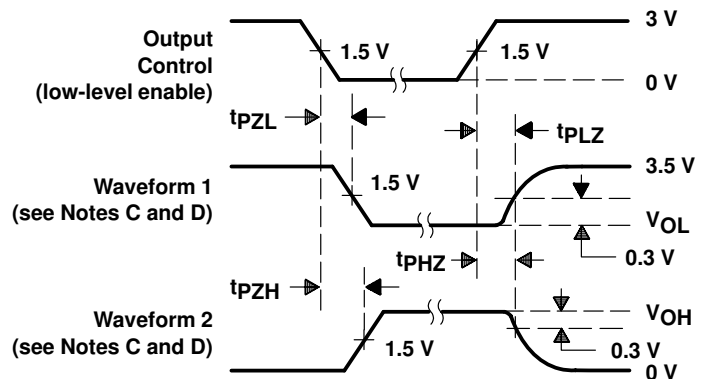 3 V
Output
Control
(low-level enable)
1.5 V
1.5 V
0 V
tPZL
tPLZ
3.5 V
Waveform 1
(see Notes C and D)
1.5 V
VOL
0.3 V
tPHZ
tPZH
VOH
Waveform 2
(see Notes C and D)
1.5 V
0.3 V
0 V